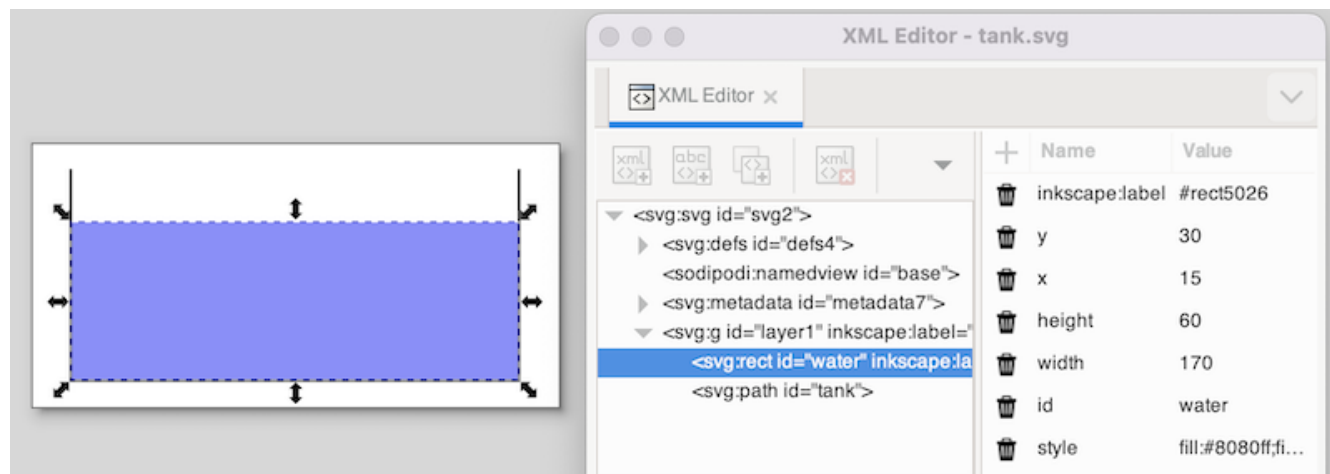 XML Editor - tank.svg
XML Editor
xml
abc
xml
Name Value
inkscape:label #rect5026
y 30
x 15
height 60
width 170
id water
style fill:#8080ff;fi...
<svg:svg id="svg2">
<svg:defs id="defs4">
<sodipodi:namedview id="base">
<svg:metadata id="metadata7">
<svg:g id="layer1" inkscape:label="
<svg:rect id="water" inkscape:la
<svg:path id="tank">